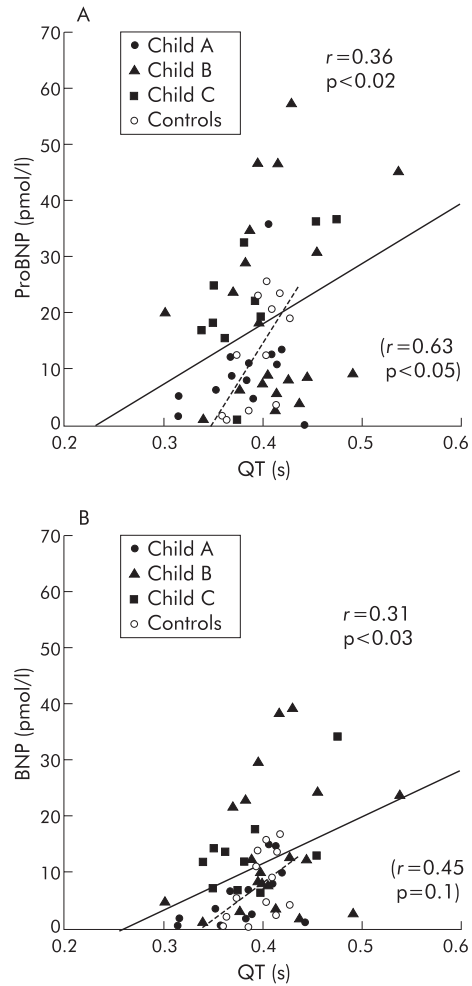 A
70
60
50
40
30
20
10
0
ProBNP (pmol/l)
Child A
Child B
Child C
Controls
r=0.36
p<0.02
(r=0.63
p<0.05)
0.2 0.3 0.4 0.5 0.6
QT (s)
B
70
60
50
40
30
20
10
0
BNP (pmol/l)
Child A
Child B
Child C
Controls
r=0.31
p<0.03
(r=0.45
p=0.1)
0.2 0.3 0.4 0.5 0.6
QT (s)